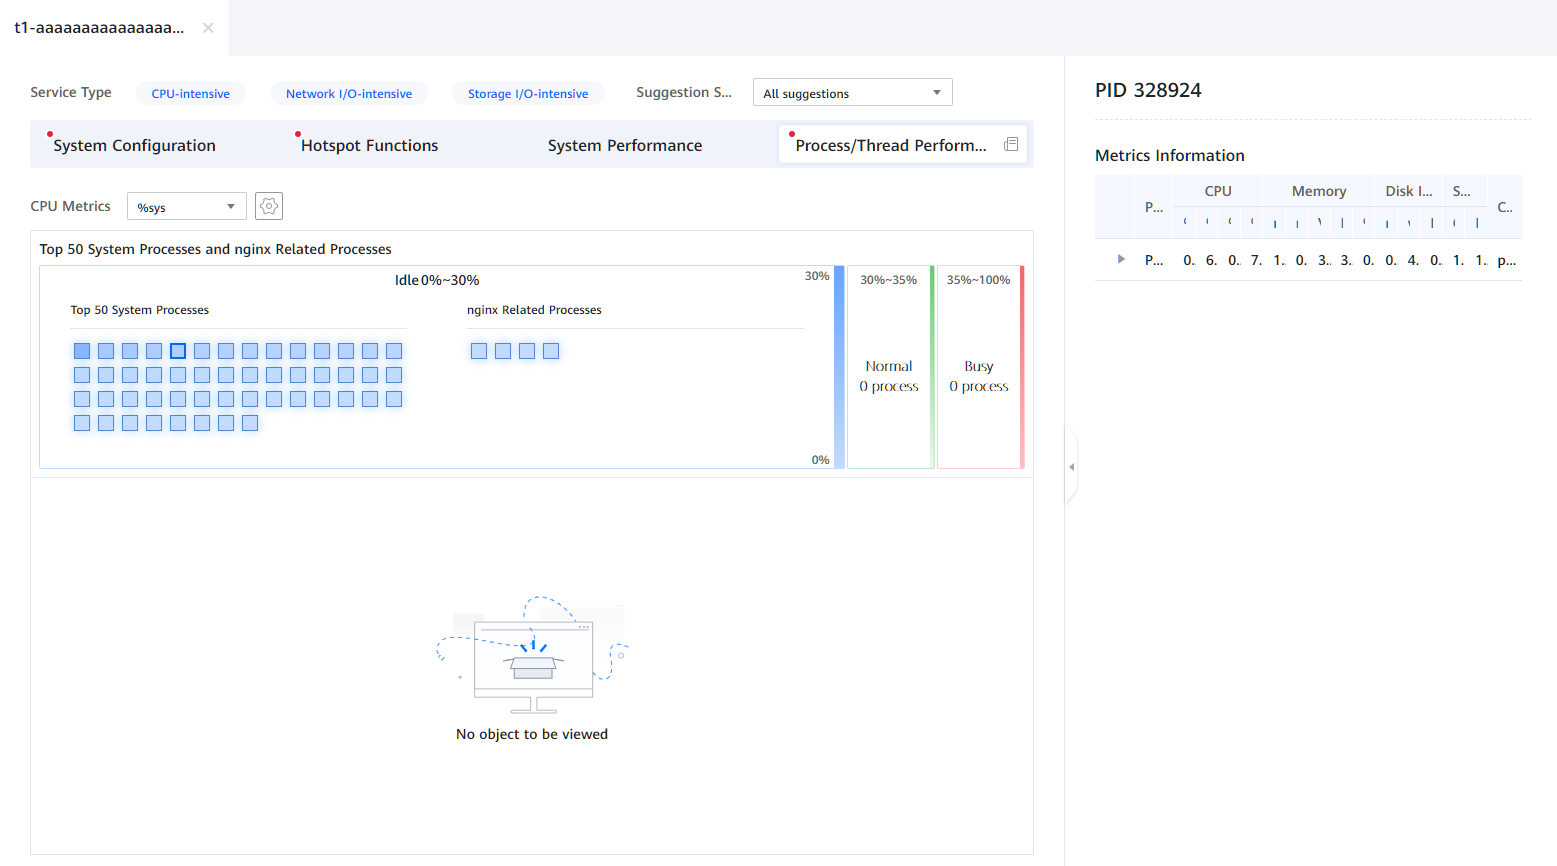 t1-aaaaaaaaaaaaaaa...
Service Type CPU-intensive Network I/O-intensive Storage I/O-intensive Suggestion S... All suggestions
System Configuration Hotspot Functions System Performance Process/Thread Perform...
CPU Metrics %sys
Top 50 System Processes and nginx Related Processes
Idle0%~30%
30%
30%~35%
35%~100%
Top 50 System Processes
nginx Related Processes
Normal
0 process
Busy
0 process
0%
No object to be viewed
PID 328924
Metrics Information
P... CPU Memory Disk I... S... C..
P... 0. 6. 0. 7. 1. 0. 3. 3. 0. 0. 4. 0. 1. 1. p...